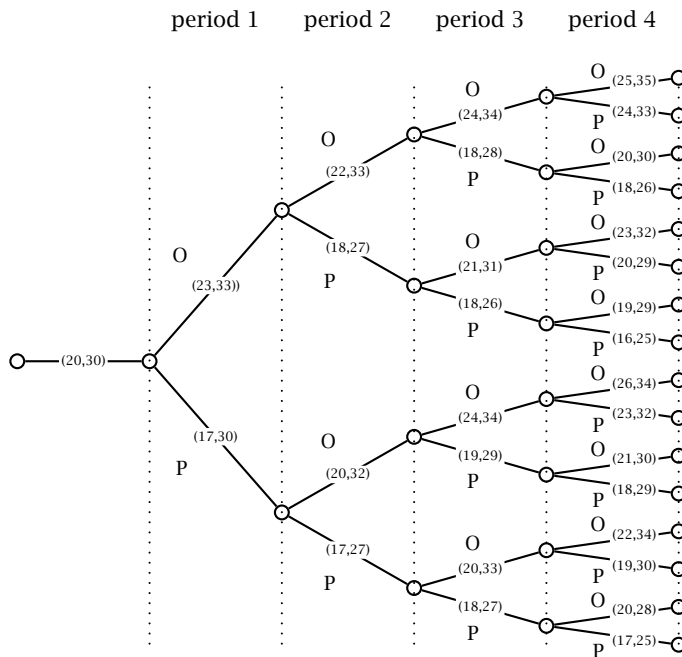 period 1 period 2 period 3 period 4
O
(25,35)
O
(24,34)
(24,33)
P
O
O
(20,30)
(22,33)
(18,28)
P
(18,26)
P
O
(23,32)
O
O
(18,27)
(21,31)
(20,29)
P
(23,33))
P
O
(19,29)
(18,26)
P
(16,25)
P
(20,30)
O
(26,34)
O
(24,34)
(23,32)
P
(17,30)
O
O
(21,30)
P
(20,32)
(19,29)
P
(18,29)
P
O
(22,34)
O
(17,27)
(20,33)
(19,30)
P
P
O
(20,28)
(18,27)
P
(17,25)
P